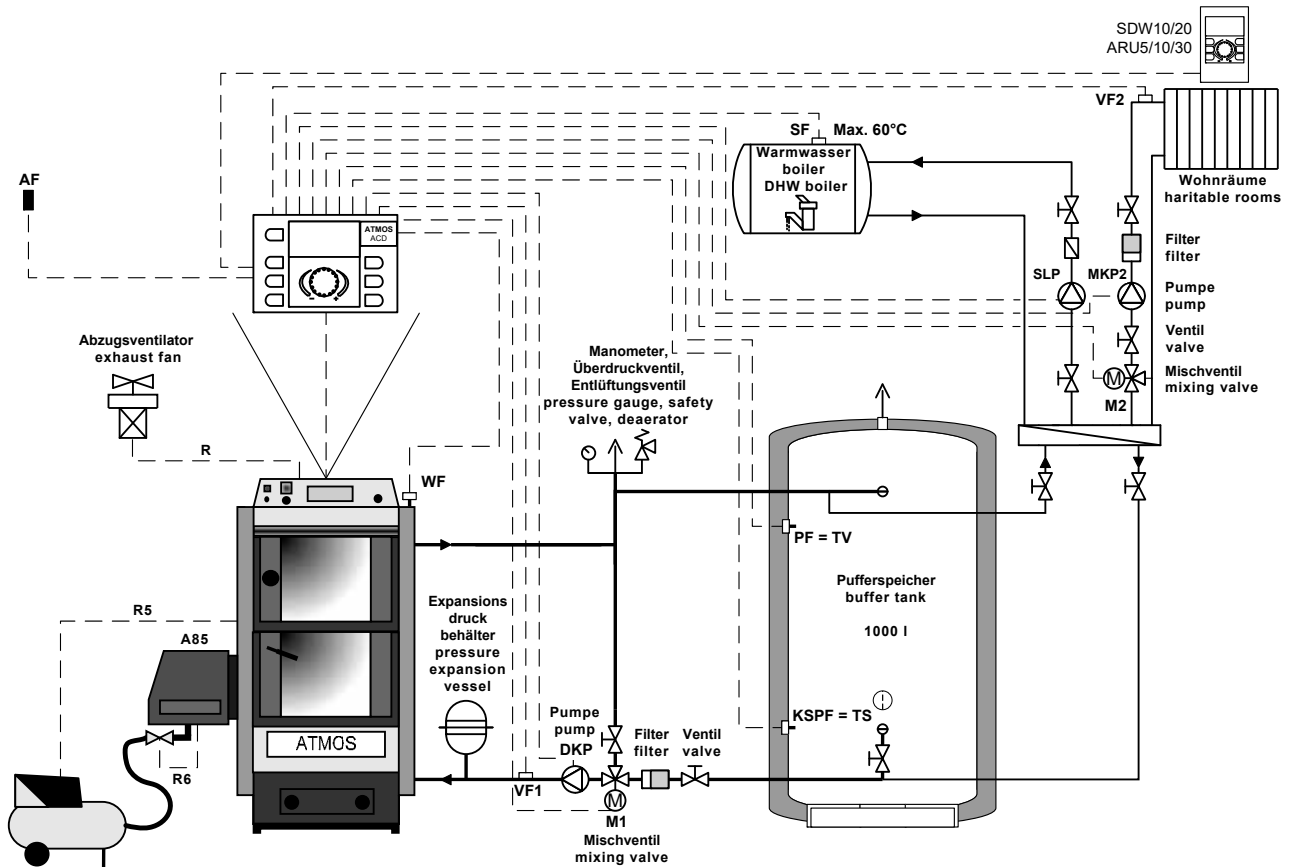 SDW10/20
ARU5/10/30
VF2
SF Max. 60°C
Warmwasser
boiler
DHW boiler
Wohnräume
haritable rooms
AF
ATMOS
ACD
Filter
filter
SLP
MKP2
Pumpe
pump
Ventil
valve
Mischventil
mixing valve
M
M2
Abzugsventilator
exhaust fan
R
Manometer,
Überdruckventil,
Entlüftungsventil
pressure gauge, safety
valve, deaerator
WF
PF = TV
Pufferspeicher
buffer tank
1000 l
R5
A85
Expansions
druck
behälter
pressure
expansion
vessel
KSPF = TS
Pumpe
pump
DKP
Filter
filter
Ventil
valve
ATMOS
R6
VF1
M
M1
Mischventil
mixing valve